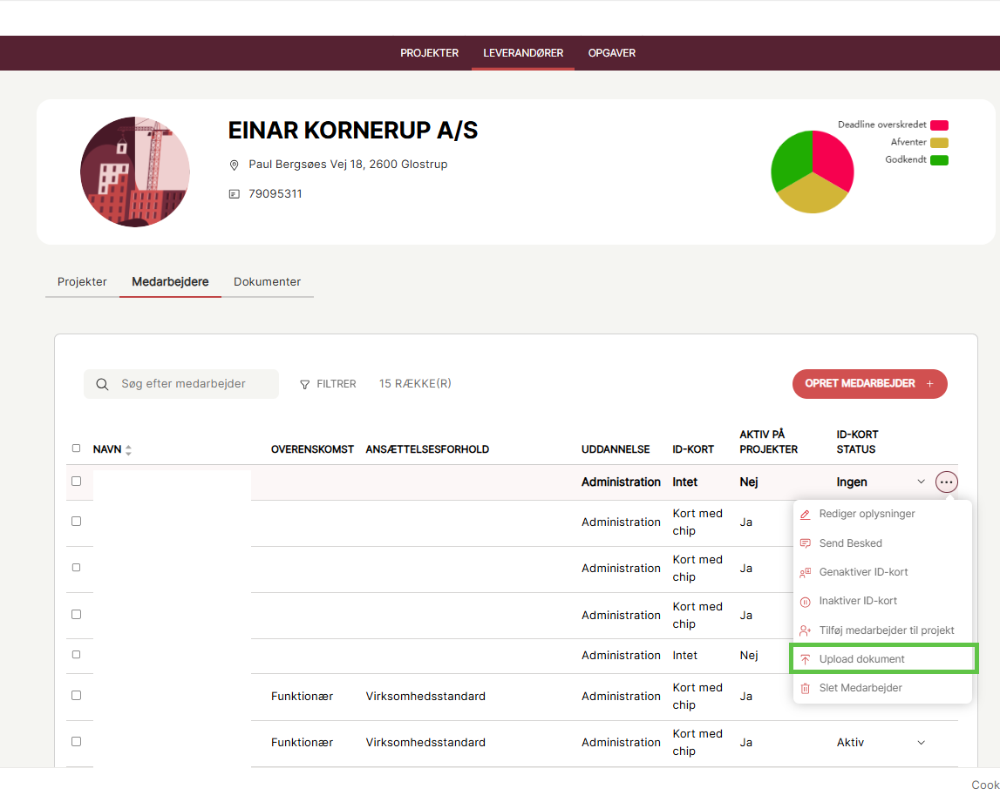 PROJEKTER LEVERANDØRER OPGAVER
EINAR KORNERUP A/S
Paul Bergsøes Vej 18, 2600 Glostrup
79095311
Deadline overskredet
Afventer
Godkendt
Projekter Medarbejdere Dokumenter
Søg efter medarbejder FILTRER 15 RÆKKE(R) OPRET MEDARBEJDER +
NAVN OVERENSKOMST ANSÆTTELSESFORHOLD UDDANNELSE ID-KORT AKTIV PÅ PROJEKTER ID-KORT STATUS
Administration Intet Nej Ingen
Administration Kort med chip Ja
Administration Kort med chip Ja
Administration Kort med chip Ja
Administration Intet Nej
Funktionær Virksomhedsstandard Administration Kort med chip Ja
Funktionær Virksomhedsstandard Administration Kort med chip Ja Aktiv
Rediger oplysninger
Send Besked
Genaktiver ID-kort
Inaktiver ID-kort
Tilføj medarbejder til projekt
Upload dokument
Slet Medarbejder
Cook